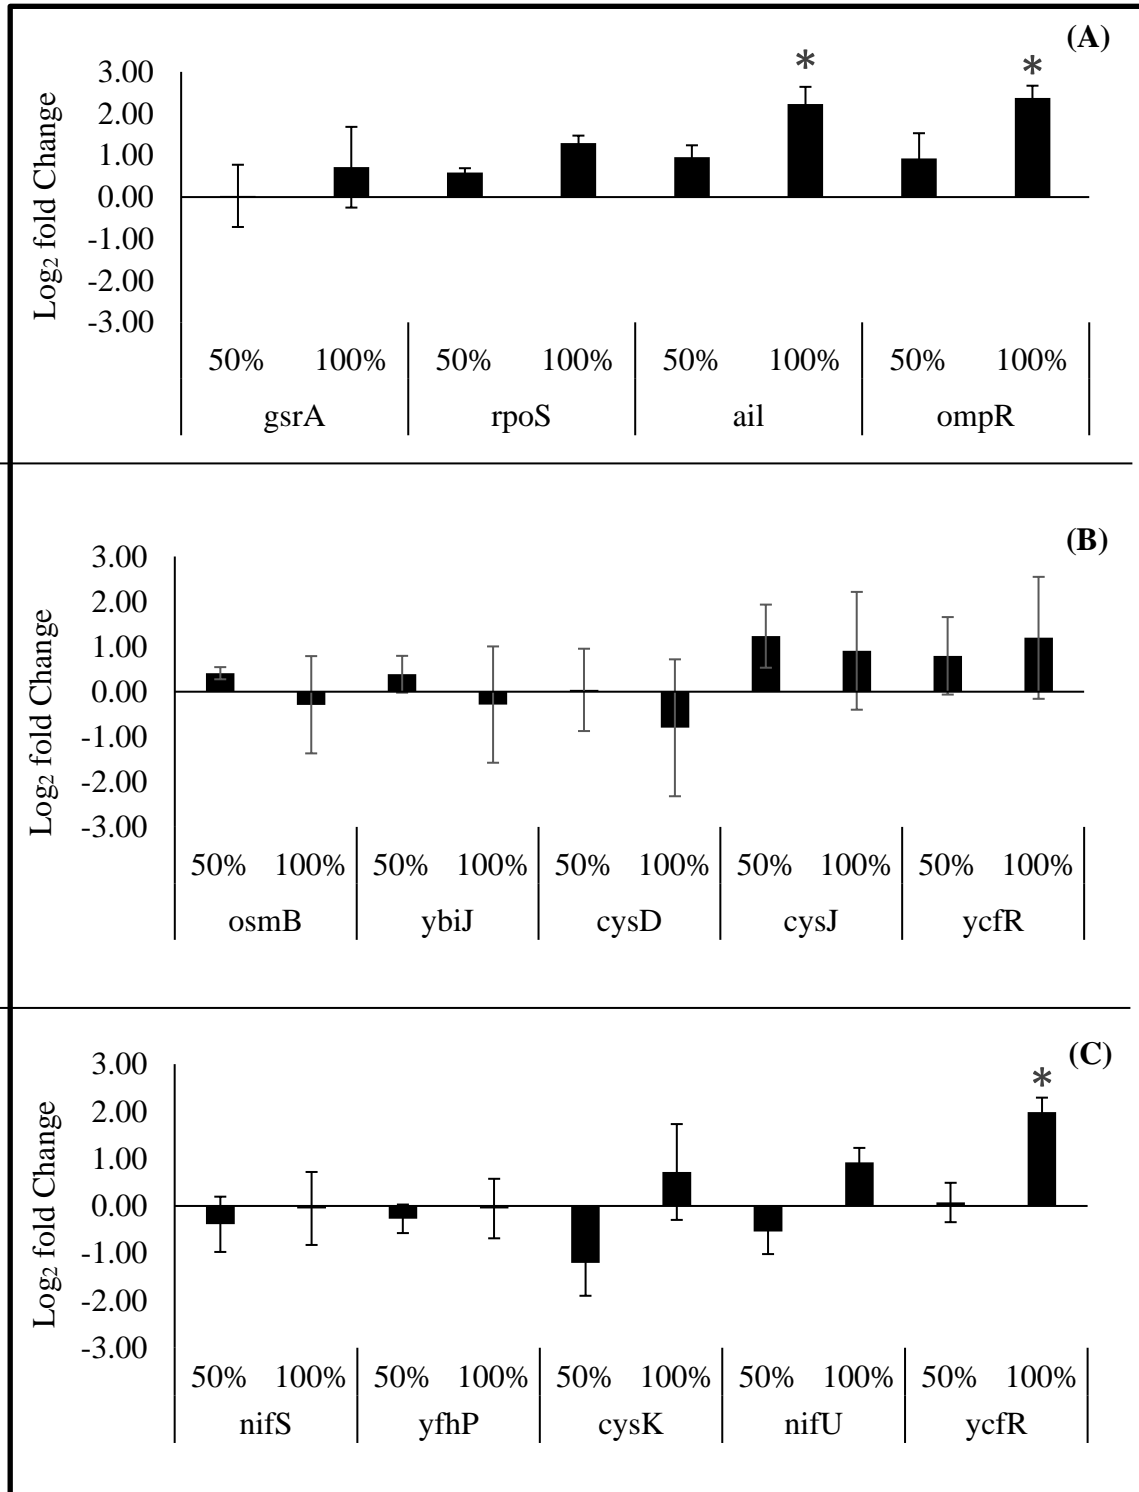 (A)
Log₂ fold Change
3.00
2.00
1.00
0.00
-1.00
-2.00
-3.00
* *
50% 100% 50% 100% 50% 100% 50% 100%
gsrA rpoS ail ompR
(B)
Log₂ fold Change
3.00
2.00
1.00
0.00
-1.00
-2.00
-3.00
50% 100% 50% 100% 50% 100% 50% 100% 50% 100%
osmB ybiJ cysD cysJ ycfR
(C)
Log₂ fold Change
3.00
2.00
1.00
0.00
-1.00
-2.00
-3.00
*
50% 100% 50% 100% 50% 100% 50% 100% 50% 100%
nifS yfhP cysK nifU ycfR